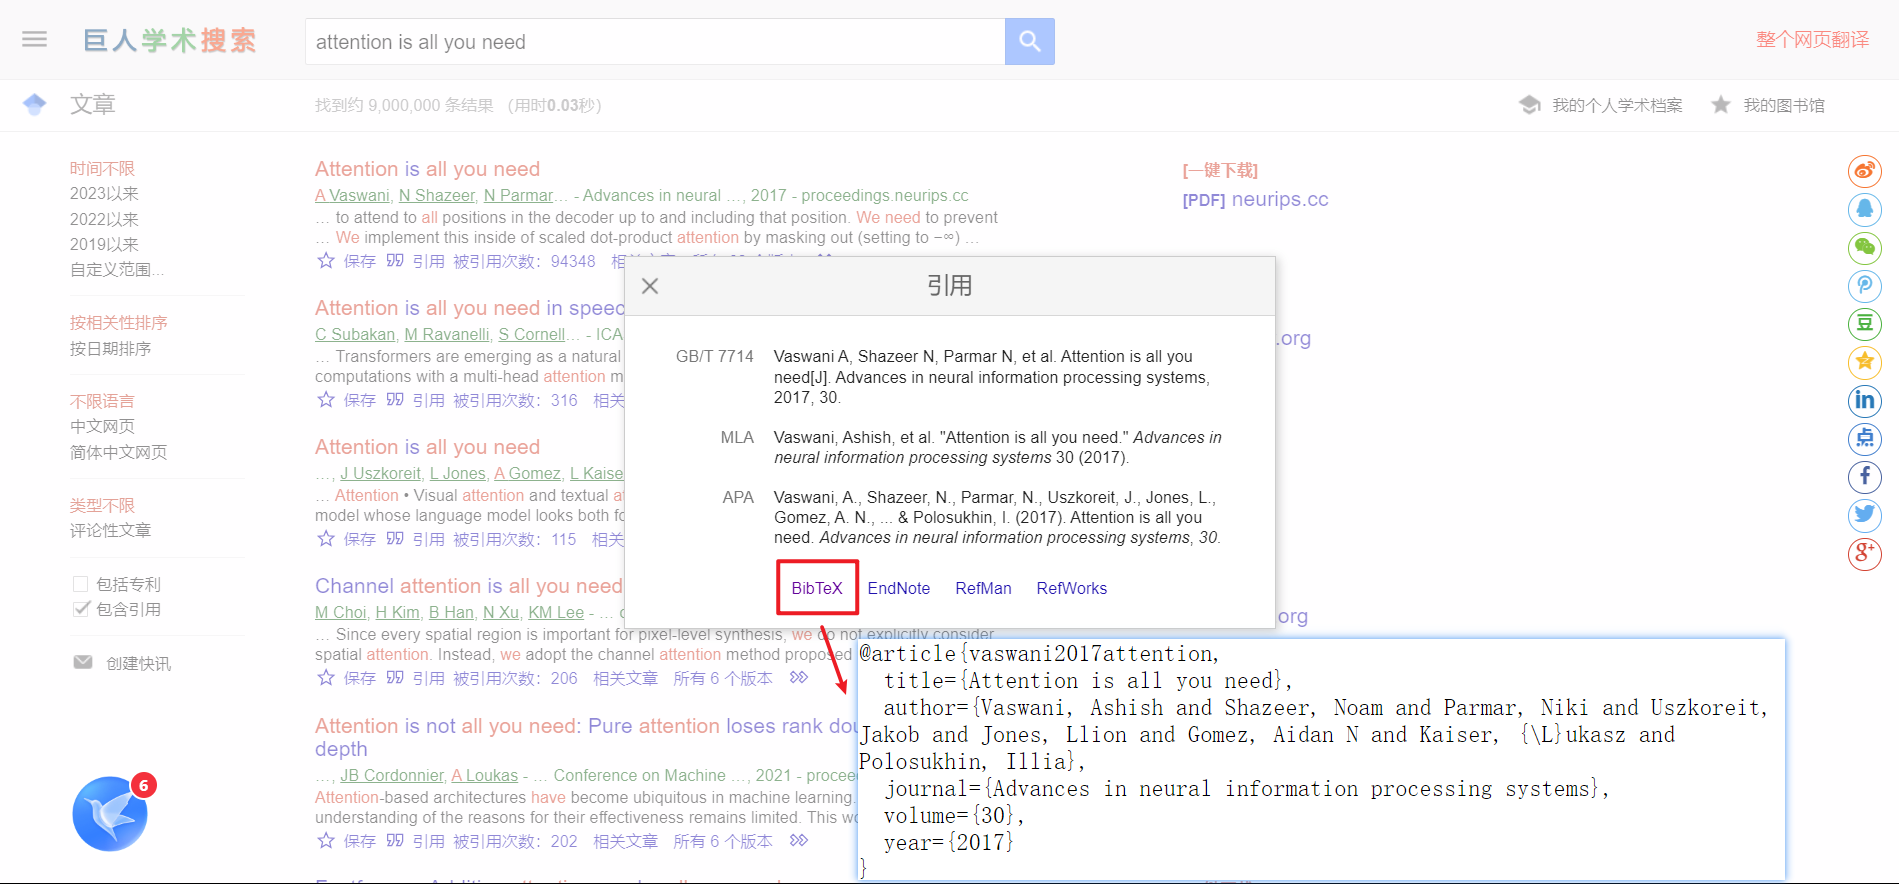 巨人学术搜索
attention is all you need
整个网页翻译
文章
找到约 9,000,000 条结果 （用时0.03秒）
我的个人学术档案
我的图书馆
时间不限
2023以来
2022以来
2019以来
自定义范围...
按相关性排序
按日期排序
不限语言
中文网页
简体中文网页
类型不限
评论性文章
包括专利
包含引用
创建快讯
6
Attention is all you need
A Vaswani, N Shazeer, N Parmar… - Advances in neural …, 2017 - proceedings.neurips.cc
… to attend to all positions in the decoder up to and including that position. We need to prevent
… We implement this inside of scaled dot-product attention by masking out (setting to −∞) …
保存 引用 被引用次数：94348
[一键下载]
[PDF] neurips.cc
Attention is all you need in speec
C Subakan, M Ravanelli, S Cornell… - ICA
… Transformers are emerging as a natural
computations with a multi-head attention m
保存 引用 被引用次数：316 相关
.org
Attention is all you need
…, J Uszkoreit, L Jones, A Gomez, L Kaise
… Attention • Visual attention and textual a
model whose language model looks both fo
保存 引用 被引用次数：115 相关
Channel attention is all you need
M Choi, H Kim, B Han, N Xu, KM Lee - …
… Since every spatial region is important for pixel-level synthesis, we do not explicitly consider
spatial attention. Instead, we adopt the channel attention method proposed
保存 引用 被引用次数：206 相关文章 所有 6 个版本
org
Attention is not all you need: Pure attention loses rank dou
depth
…, JB Cordonnier, A Loukas - … Conference on Machine …, 2021 - procee
Attention-based architectures have become ubiquitous in machine learning.
understanding of the reasons for their effectiveness remains limited. This wo
保存 引用 被引用次数：202 相关文章 所有 6 个版本
引用
GB/T 7714
Vaswani A, Shazeer N, Parmar N, et al. Attention is all you
need[J]. Advances in neural information processing systems,
2017, 30.
MLA
Vaswani, Ashish, et al. "Attention is all you need." Advances in
neural information processing systems 30 (2017).
APA
Vaswani, A., Shazeer, N., Parmar, N., Uszkoreit, J., Jones, L.,
Gomez, A. N., ... & Polosukhin, I. (2017). Attention is all you
need. Advances in neural information processing systems, 30.
BibTeX EndNote RefMan RefWorks
@article{vaswani2017attention,
title={Attention is all you need},
author={Vaswani, Ashish and Shazeer, Noam and Parmar, Niki and Uszkoreit,
Jakob and Jones, Llion and Gomez, Aidan N and Kaiser, {\L}ukasz and
Polosukhin, Illia},
journal={Advances in neural information processing systems},
volume={30},
year={2017}
}
豆
in
点
f
g+